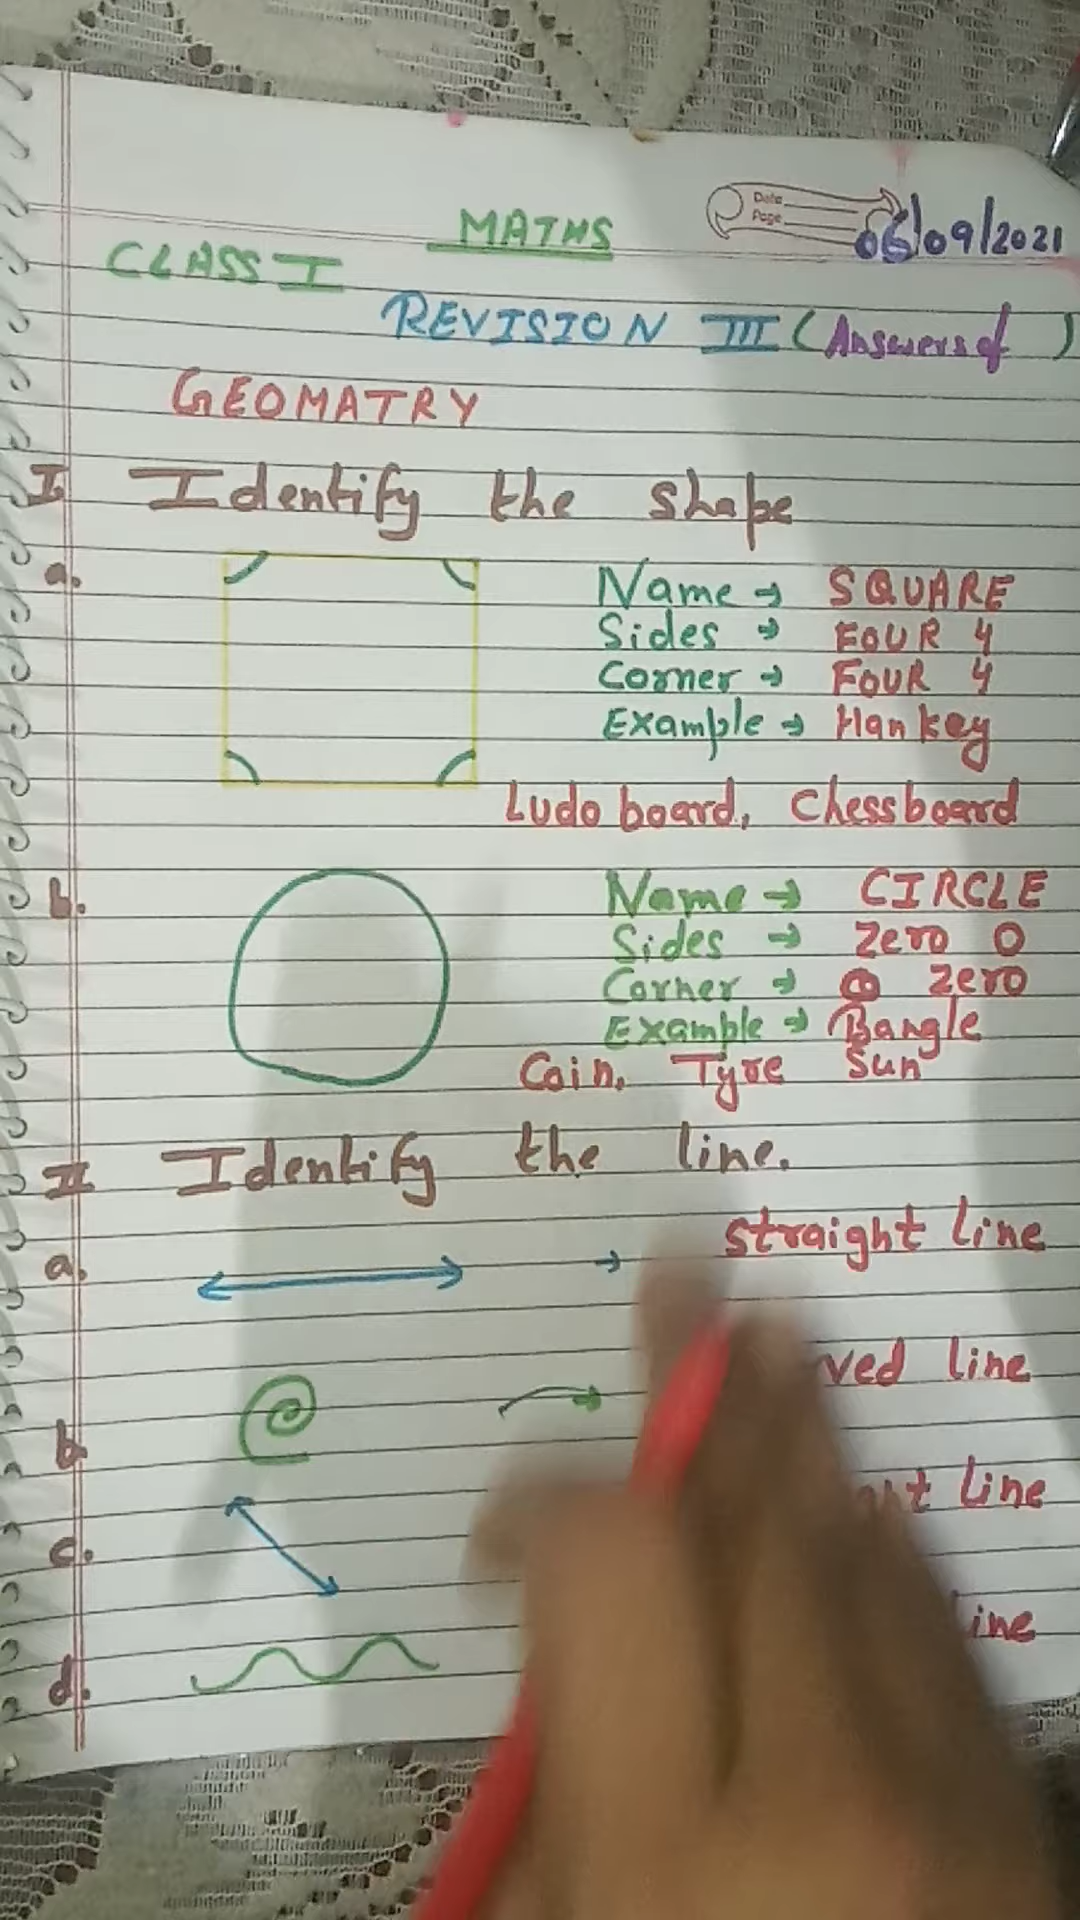 MATHS
Date
Page
06/09/2021
CLASS I
REVISION III (Answers of )
GEOMATRY
I Identify the shape
a. Name → SQUARE
Sides → FOUR 4
Corner → FOUR 4
Example → Hankey
Ludo board, Chessboard
b. Name → CIRCLE
Sides → Zero 0
Corner → 0 zero
Example → Bangle
Coin, Tyre Sun
II Identify the line.
a. → straight line
b. ved line
c. line
d. ine